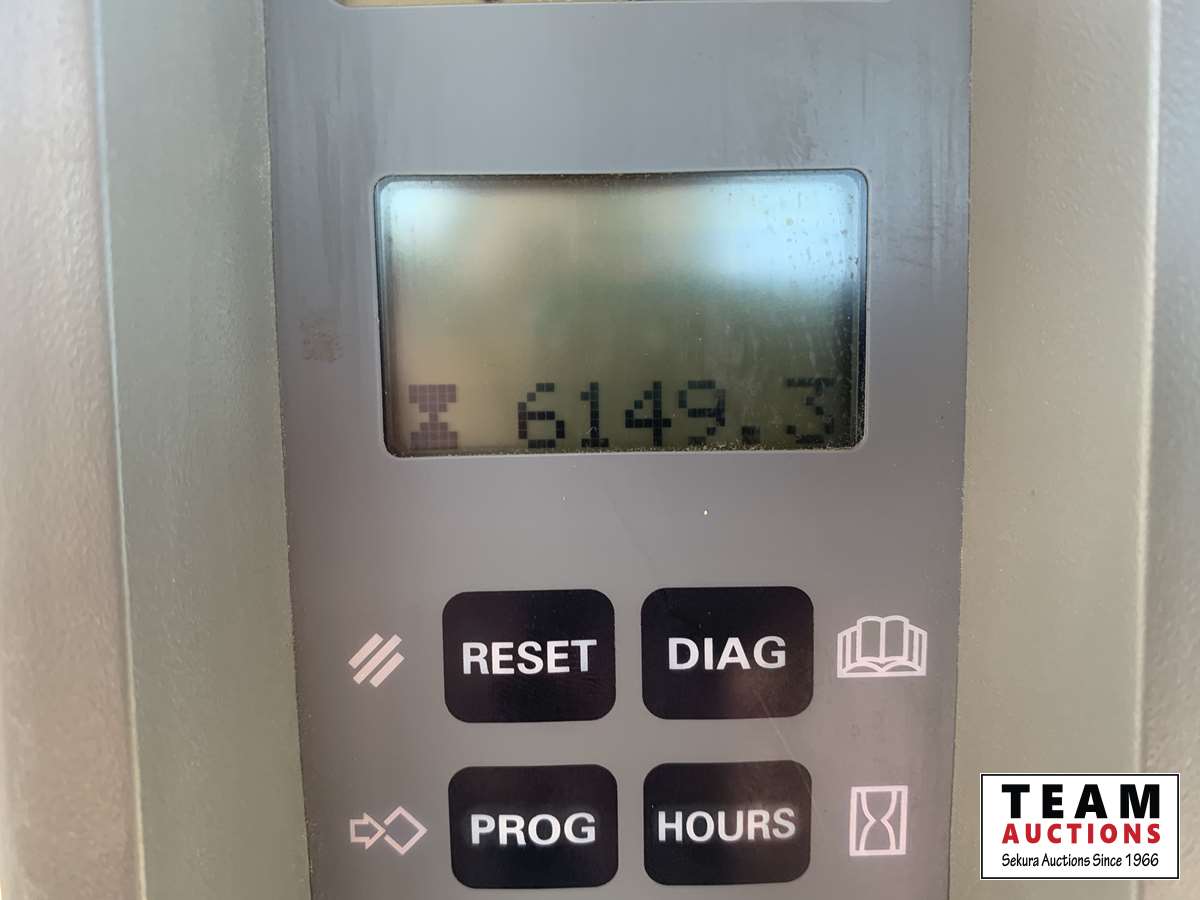 6149.3
RESET DIAG
PROG HOURS
TEAM
AUCTIONS
Sekura Auctions Since 1966